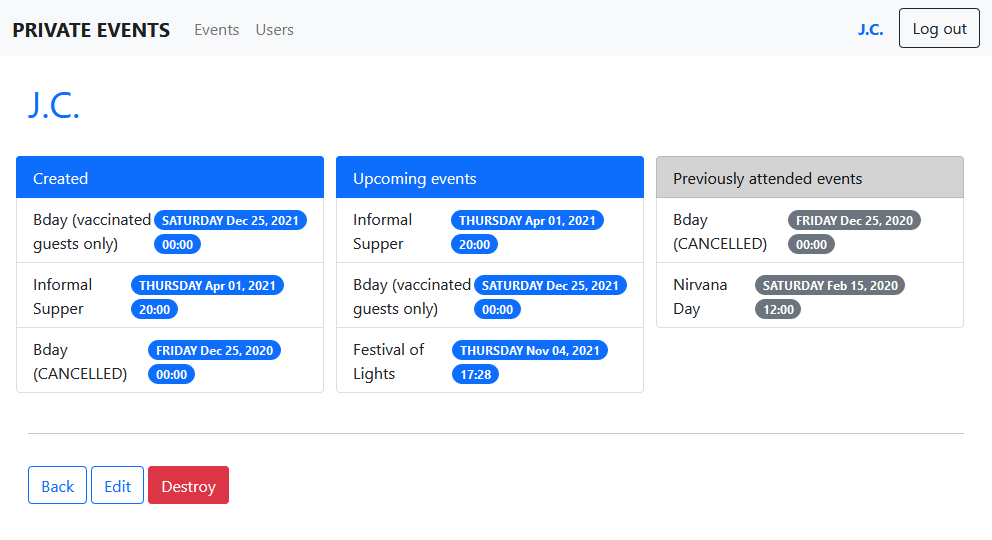 PRIVATE EVENTS Events Users J.C. Log out
J.C.
Created
Bday (vaccinated SATURDAY Dec 25, 2021
guests only) 00:00
Informal THURSDAY Apr 01, 2021
Supper 20:00
Bday FRIDAY Dec 25, 2020
(CANCELLED) 00:00
Upcoming events
Informal THURSDAY Apr 01, 2021
Supper 20:00
Bday (vaccinated SATURDAY Dec 25, 2021
guests only) 00:00
Festival of THURSDAY Nov 04, 2021
Lights 17:28
Previously attended events
Bday FRIDAY Dec 25, 2020
(CANCELLED) 00:00
Nirvana SATURDAY Feb 15, 2020
Day 12:00
Back Edit Destroy